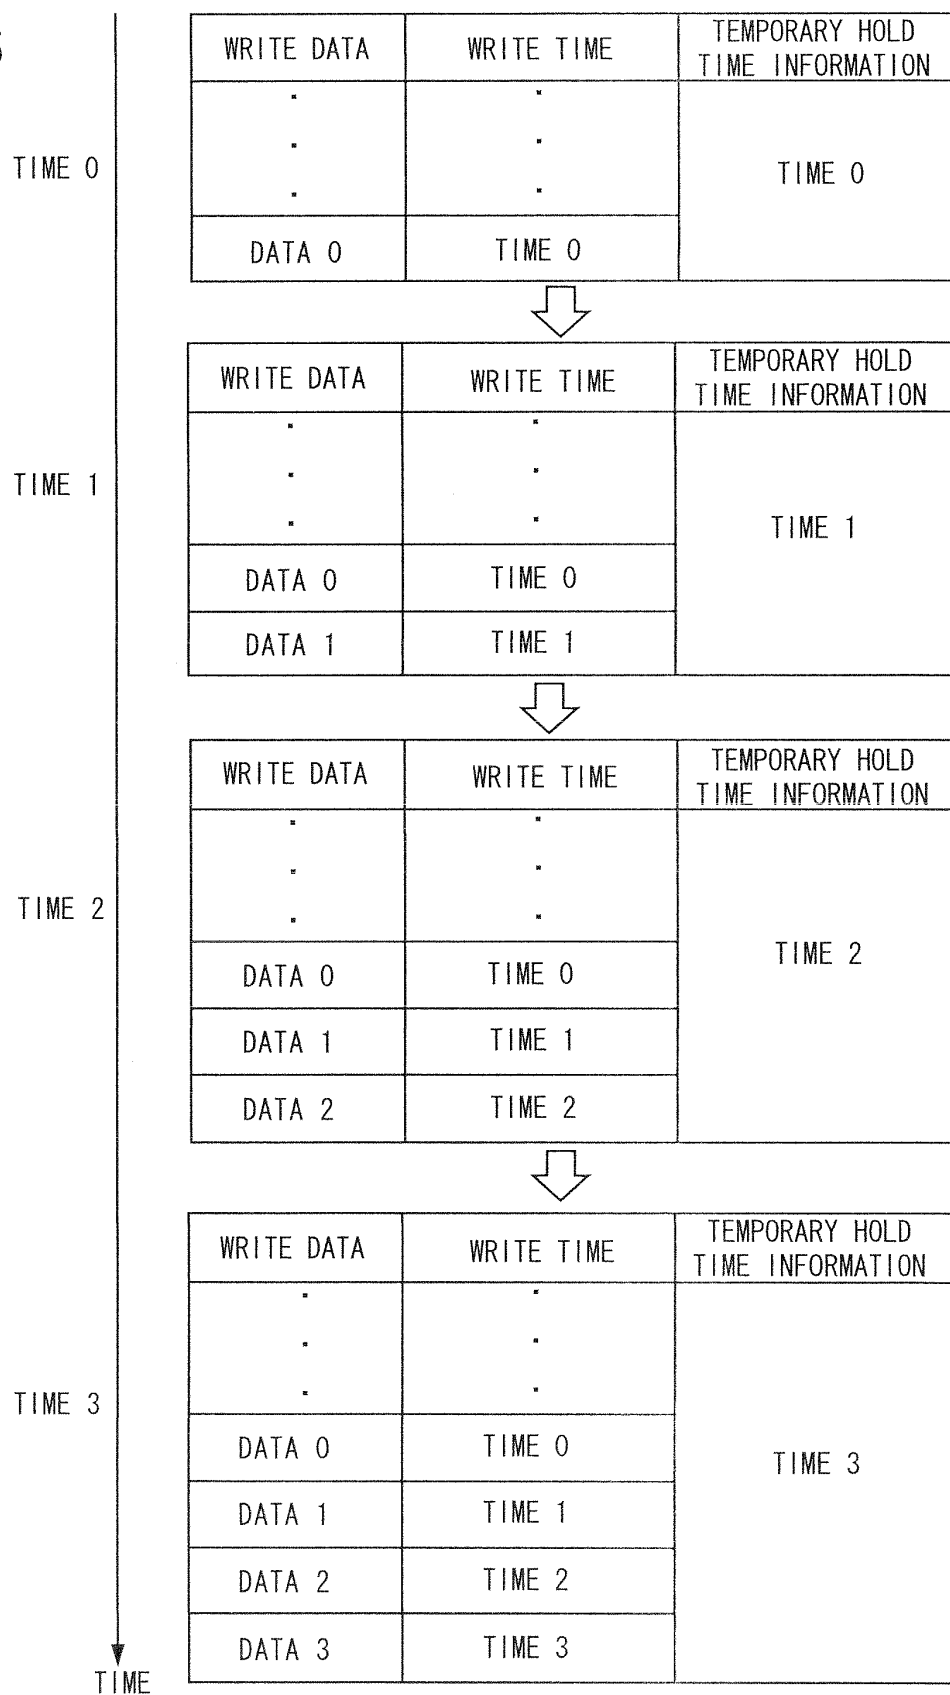 WRITE DATA WRITE TIME TEMPORARY HOLD
TIME INFORMATION
TIME 0 TIME 0
DATA 0 TIME 0
WRITE DATA WRITE TIME TEMPORARY HOLD
TIME INFORMATION
TIME 1 TIME 1
DATA 0 TIME 0
DATA 1 TIME 1
WRITE DATA WRITE TIME TEMPORARY HOLD
TIME INFORMATION
TIME 2 TIME 2
DATA 0 TIME 0
DATA 1 TIME 1
DATA 2 TIME 2
WRITE DATA WRITE TIME TEMPORARY HOLD
TIME INFORMATION
TIME 3 TIME 3
DATA 0 TIME 0
DATA 1 TIME 1
DATA 2 TIME 2
DATA 3 TIME 3
TIME